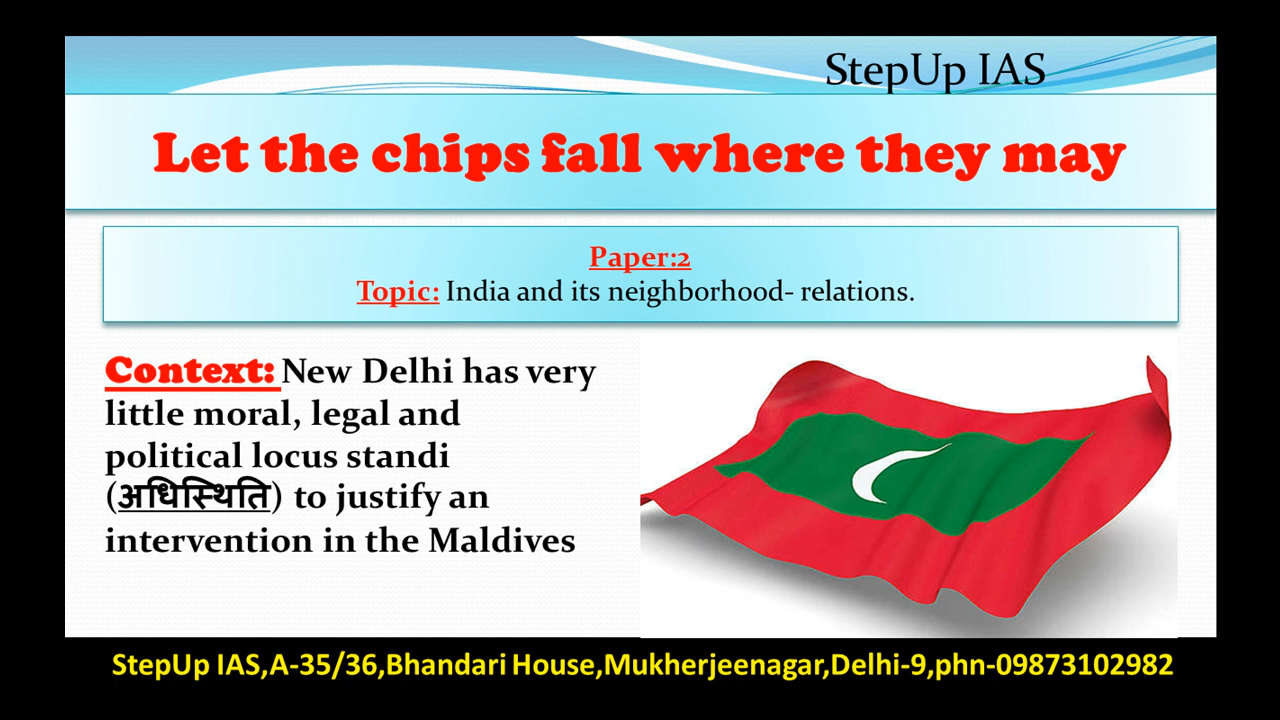 StepUp IAS
Let the chips fall where they may
Paper:2
Topic: India and its neighborhood- relations.
Context: New Delhi has very
little moral, legal and
political locus standi
(अधिस्थिति) to justify an
intervention in the Maldives
StepUp IAS,A-35/36,Bhandari House,Mukherjeenagar,Delhi-9,phn-09873102982